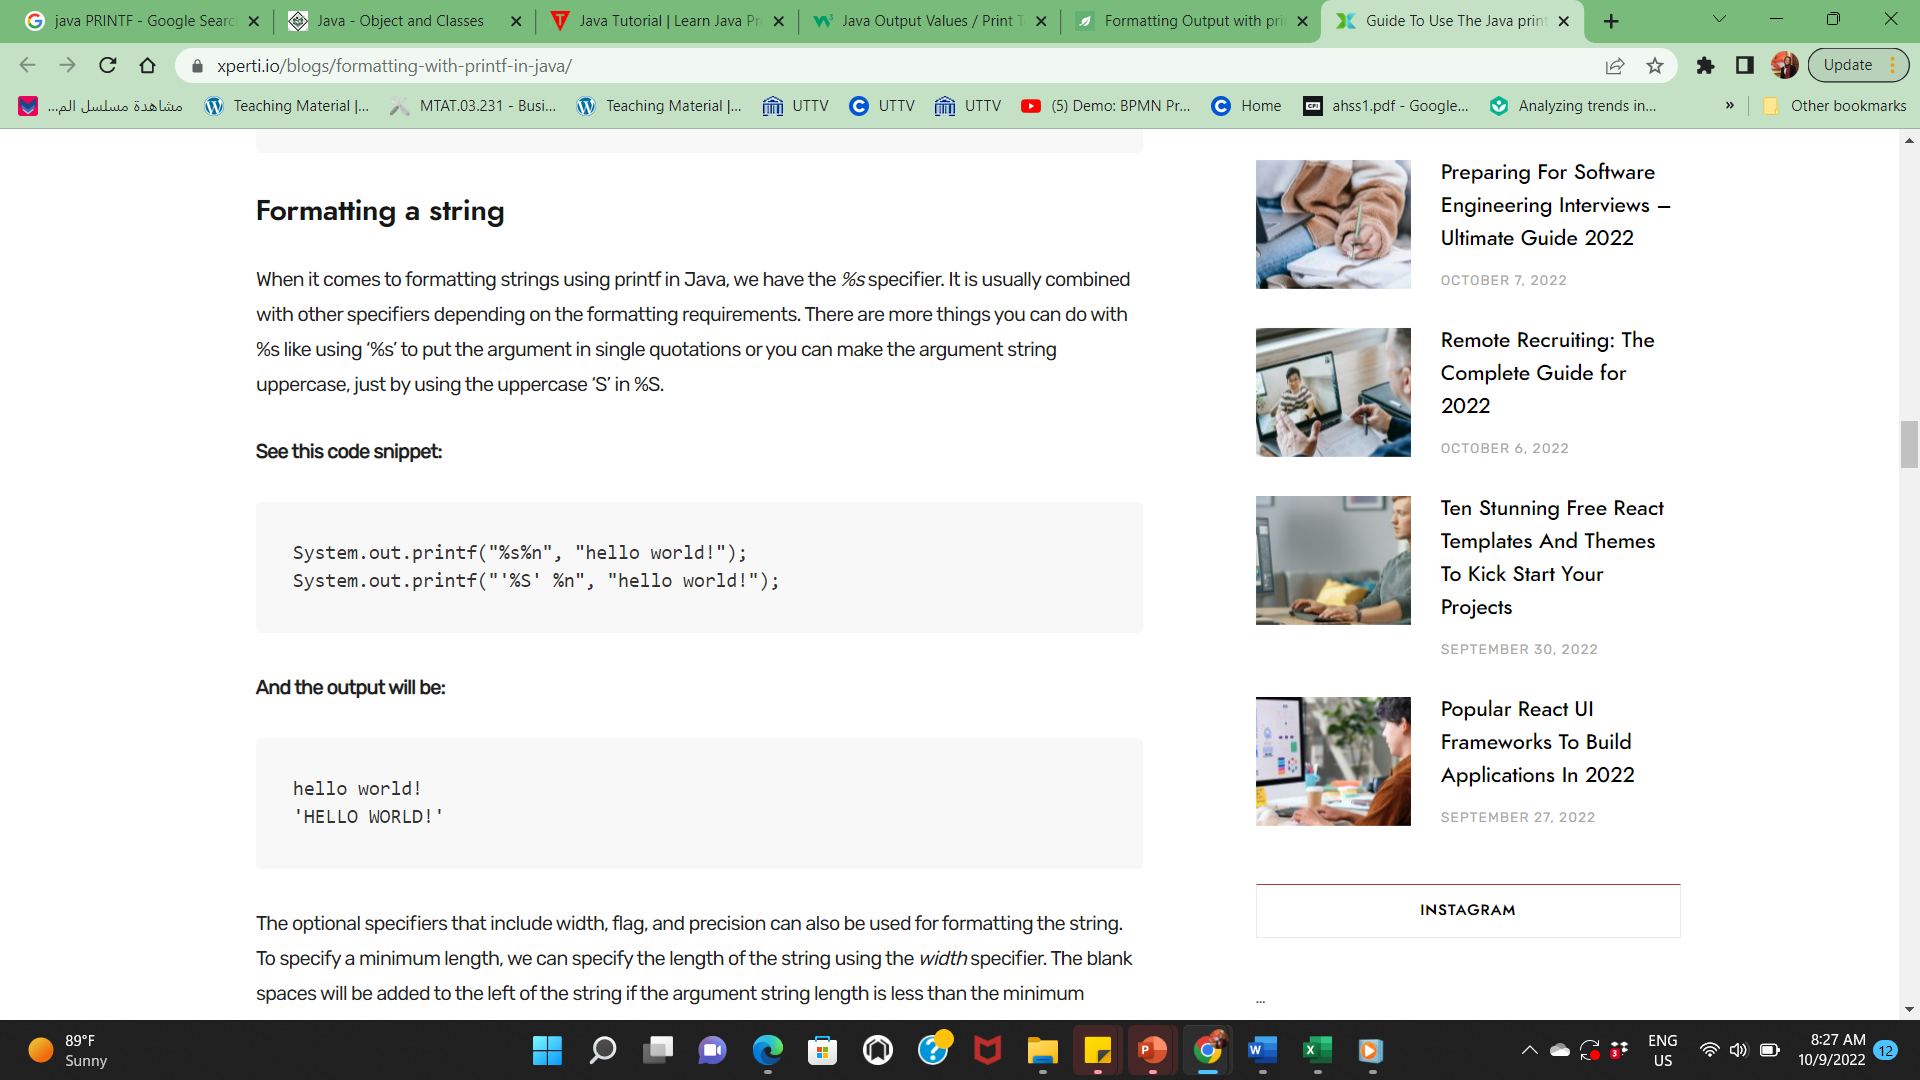 java PRINTF - Google Searc
Java - Object and Classes
Java Tutorial | Learn Java Pr
Java Output Values / Print T
Formatting Output with pri
Guide To Use The Java print
xperti.io/blogs/formatting-with-printf-in-java/
Update
مشاهدة مسلسل الم...
Teaching Material |...
MTAT.03.231 - Busi...
Teaching Material |...
UTTV
UTTV
UTTV
(5) Demo: BPMN Pr...
Home
CFI
ahss1.pdf - Google...
Analyzing trends in...
»
Other bookmarks
Formatting a string
When it comes to formatting strings using printf in Java, we have the %s specifier. It is usually combined
with other specifiers depending on the formatting requirements. There are more things you can do with
%s like using ‘%s’ to put the argument in single quotations or you can make the argument string
uppercase, just by using the uppercase ‘S’ in %S.
See this code snippet:
System.out.printf("%s%n", "hello world!");
System.out.printf("'%S' %n", "hello world!");
And the output will be:
hello world!
'HELLO WORLD!'
The optional specifiers that include width, flag, and precision can also be used for formatting the string.
To specify a minimum length, we can specify the length of the string using the width specifier. The blank
spaces will be added to the left of the string if the argument string length is less than the minimum
Preparing For Software
Engineering Interviews –
Ultimate Guide 2022
OCTOBER 7, 2022
Remote Recruiting: The
Complete Guide for
2022
OCTOBER 6, 2022
Ten Stunning Free React
Templates And Themes
To Kick Start Your
Projects
SEPTEMBER 30, 2022
Popular React UI
Frameworks To Build
Applications In 2022
SEPTEMBER 27, 2022
INSTAGRAM
...
89°F
Sunny
3
ENG
US
8:27 AM
10/9/2022
12